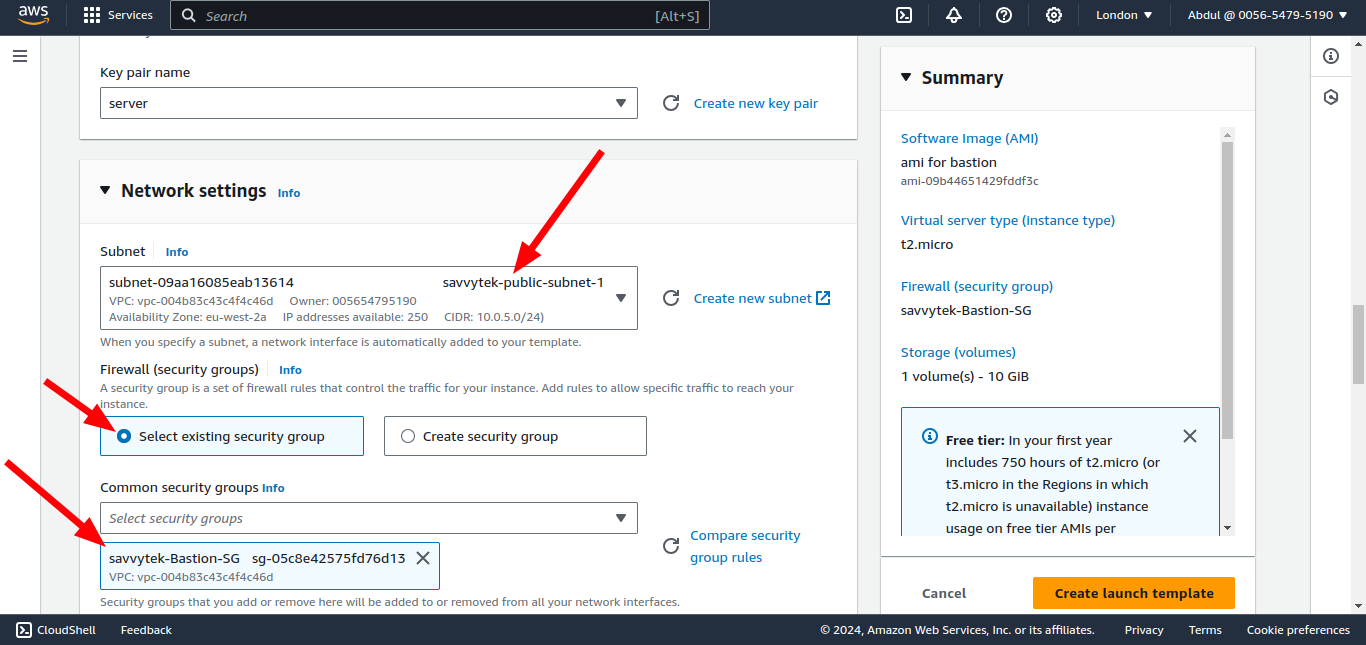 aws
Services
Search
[Alt+S]
London
Abdul @ 0056-5479-5190
Key pair name
server
Create new key pair
Network settings Info
Subnet Info
subnet-09aa16085eab13614 savvytek-public-subnet-1
VPC: vpc-004b83c43c4f4c46d Owner: 005654795190
Availability Zone: eu-west-2a IP addresses available: 250 CIDR: 10.0.5.0/24)
Create new subnet
When you specify a subnet, a network interface is automatically added to your template.
Firewall (security groups) Info
A security group is a set of firewall rules that control the traffic for your instance. Add rules to allow specific traffic to reach your
instance.
Select existing security group
Create security group
Common security groups Info
Select security groups
savvytek-Bastion-SG sg-05c8e42575fd76d13
VPC: vpc-004b83c43c4f4c46d
Compare security
group rules
Security groups that you add or remove here will be added to or removed from all your network interfaces.
Summary
Software Image (AMI)
ami for bastion
ami-09b44651429fddf3c
Virtual server type (instance type)
t2.micro
Firewall (security group)
savvytek-Bastion-SG
Storage (volumes)
1 volume(s) - 10 GiB
Free tier: In your first year
includes 750 hours of t2.micro (or
t3.micro in the Regions in which
t2.micro is unavailable) instance
usage on free tier AMIs per
Cancel
Create launch template
CloudShell
Feedback
© 2024, Amazon Web Services, Inc. or its affiliates.
Privacy
Terms
Cookie preferences